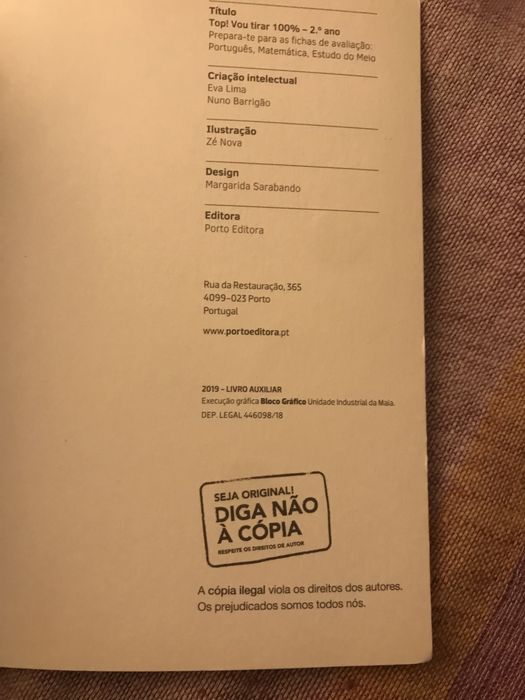 Título
Top! Vou tirar 100% – 2.º ano
Prepara-te para as fichas de avaliação:
Português, Matemática, Estudo do Meio
Criação intelectual
Eva Lima
Nuno Barrigão
Ilustração
Zé Nova
Design
Margarida Sarabando
Editora
Porto Editora
Rua da Restauração, 365
4099-023 Porto
Portugal
www.portoeditora.pt
2019 - LIVRO AUXILIAR
Execução gráfica Bloco Gráfico Unidade Industrial da Maia.
DEP. LEGAL 446098/18
SEJA ORIGINAL!
DIGA NÃO
À CÓPIA
RESPEITE OS DIREITOS DE AUTOR
A cópia ilegal viola os direitos dos autores.
Os prejudicados somos todos nós.